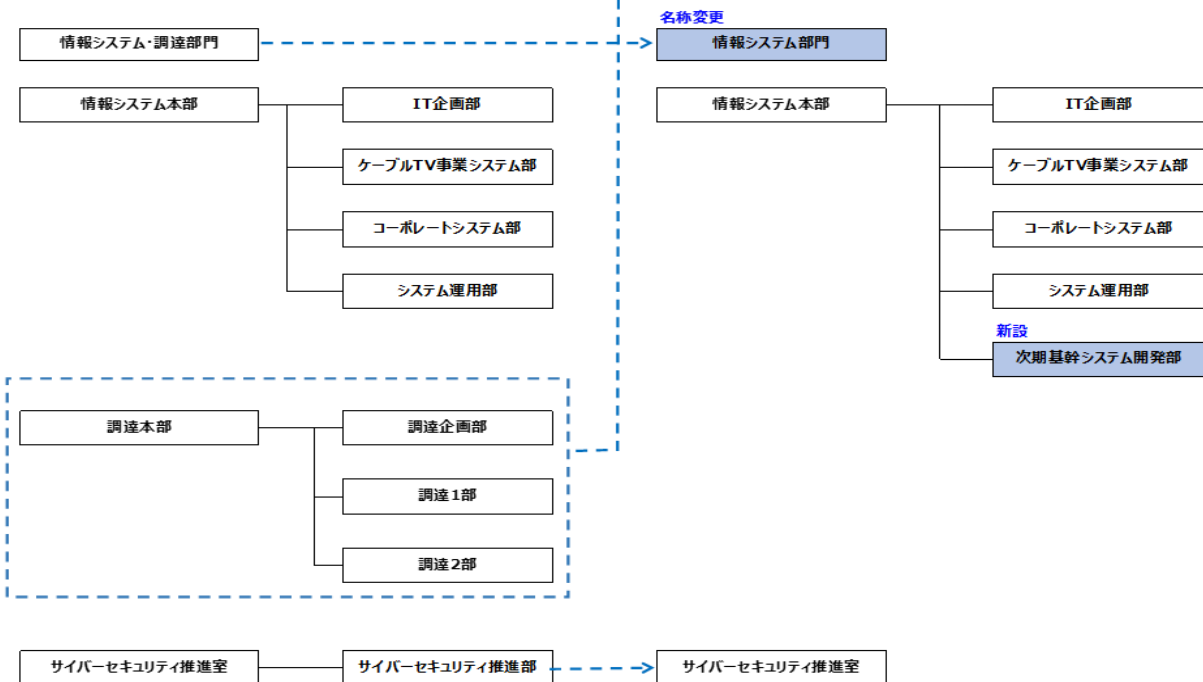 名称変更
情報システム・調達部門
情報システム部門
情報システム本部
IT企画部
情報システム本部
IT企画部
ケーブルTV事業システム部
ケーブルTV事業システム部
コーポレートシステム部
コーポレートシステム部
システム運用部
システム運用部
新設
次期基幹システム開発部
調達本部
調達企画部
調達1部
調達2部
サイバーセキュリティ推進室
サイバーセキュリティ推進部
サイバーセキュリティ推進室